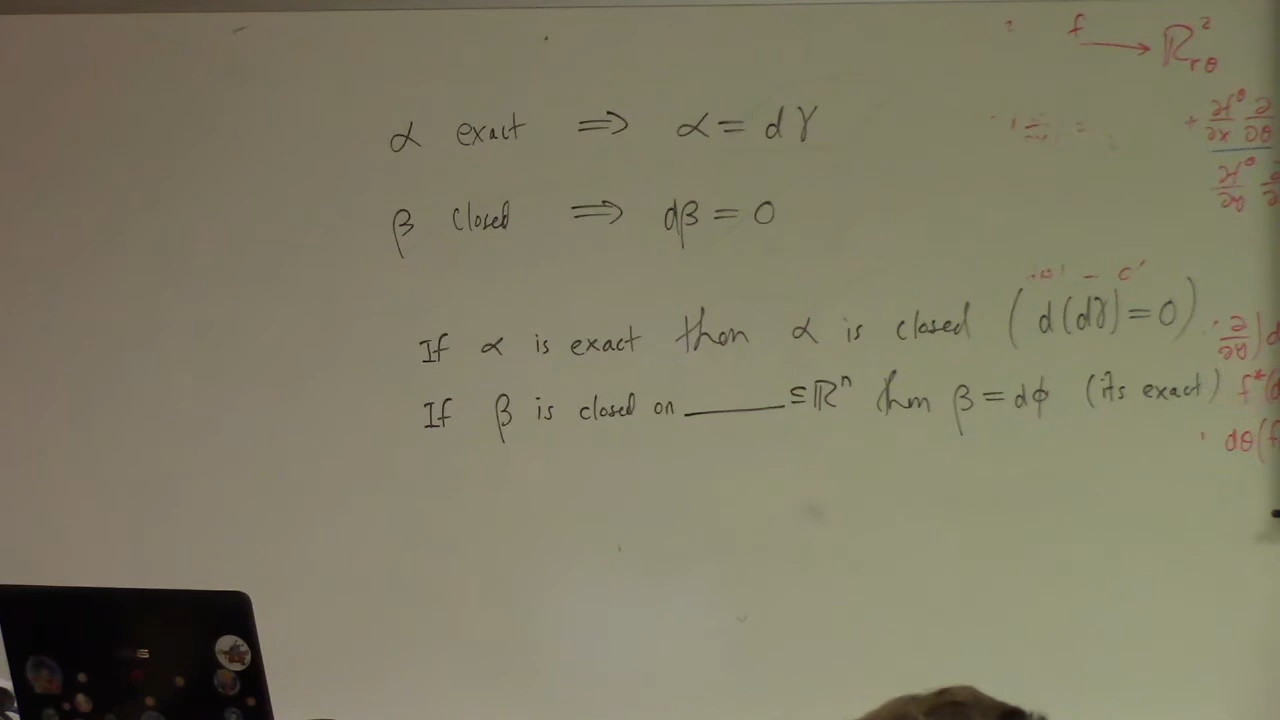 f → ℝ²rθ
α exact ⟹ α = dγ
β closed ⟹ dβ = 0
If α is exact then α is closed (d(dγ) = 0)
If β is closed on ______ ⊆ ℝⁿ then β = dϕ (its exact) f*(
dθ(f